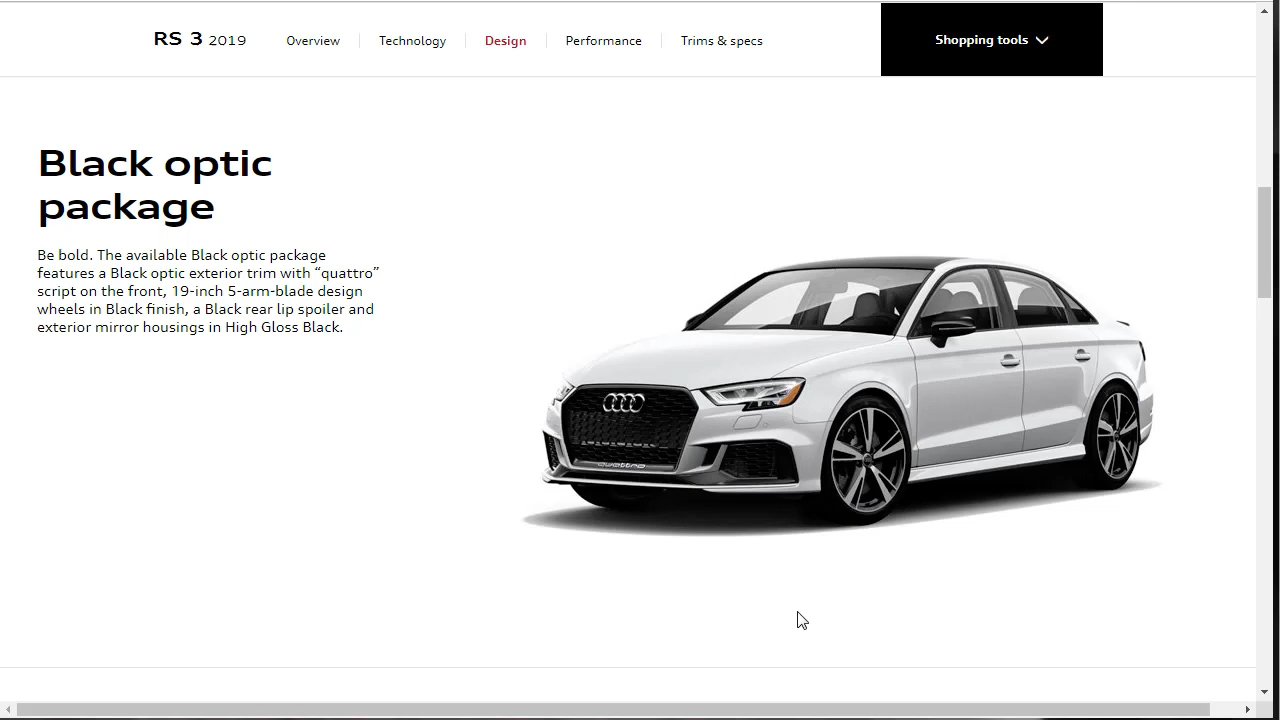 RS 3 2019
Overview
Technology
Design
Performance
Trims & specs
Shopping tools
Black optic
package
Be bold. The available Black optic package
features a Black optic exterior trim with “quattro”
script on the front, 19-inch 5-arm-blade design
wheels in Black finish, a Black rear lip spoiler and
exterior mirror housings in High Gloss Black.
quattro